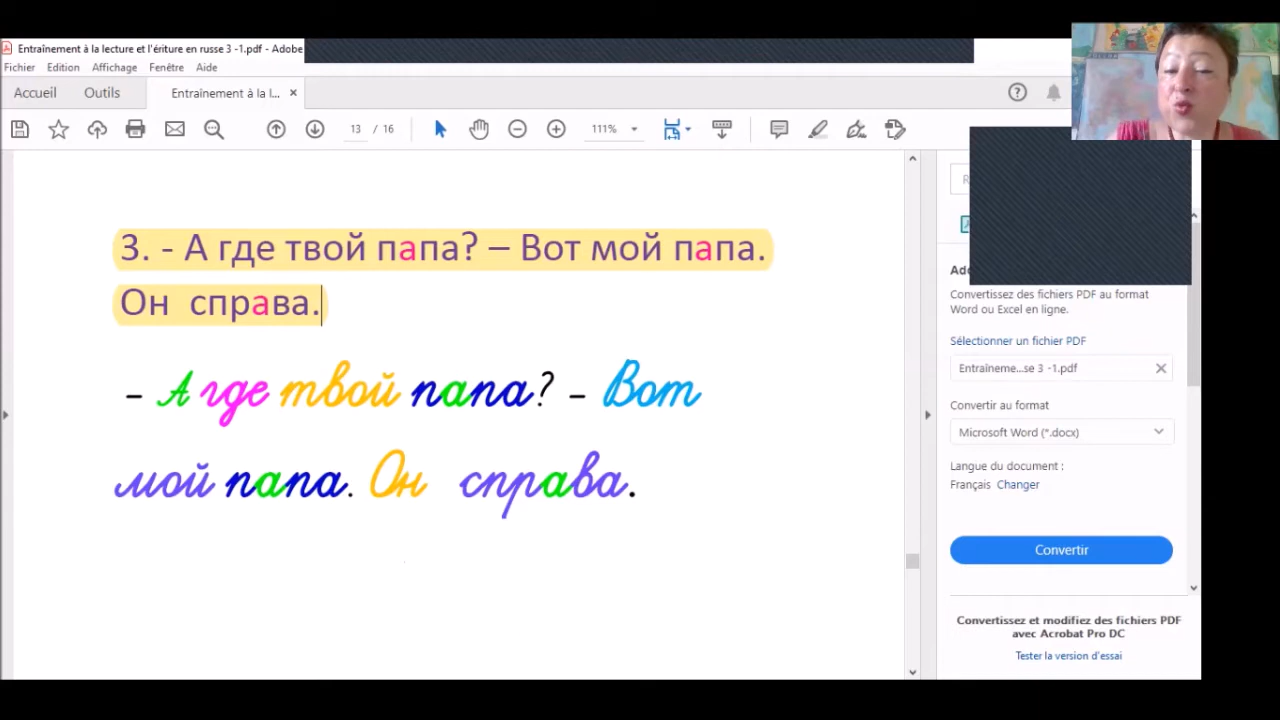 Entraînement à la lecture et l'ériture en russe 3 -1.pdf - Adobe
Fichier Edition Affichage Fenêtre Aide
Accueil Outils Entraînement à la l... ×
13 / 16 111%
3. - А где твой папа? – Вот мой папа.
Он справа.
- А где твой папа? - Вот
мой папа. Он справа.
Convertissez des fichiers PDF au format
Word ou Excel en ligne.
Sélectionner un fichier PDF
Entraîneme...se 3 -1.pdf
Convertir au format
Microsoft Word (*.docx)
Langue du document :
Français Changer
Convertir
Convertissez et modifiez des fichiers PDF
avec Acrobat Pro DC
Tester la version d'essai